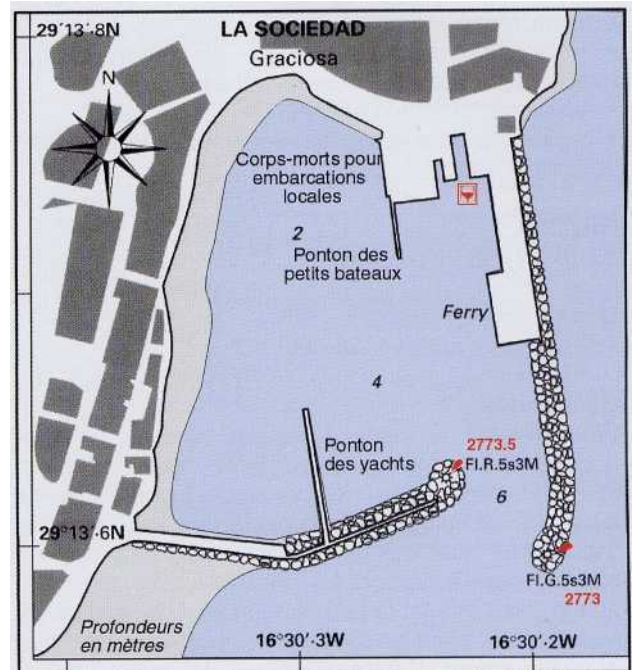 29°13'·8N
LA SOCIEDAD
Graciosa
N
Corps-morts pour
embarcations
locales
2
Ponton des
petits bateaux
Ferry
4
Ponton
des yachts
2773.5
Fl.R.5s3M
6
29°13'·6N
Fl.G.5s3M
2773
Profondeurs
en mètres
16°30'·3W
16°30'·2W